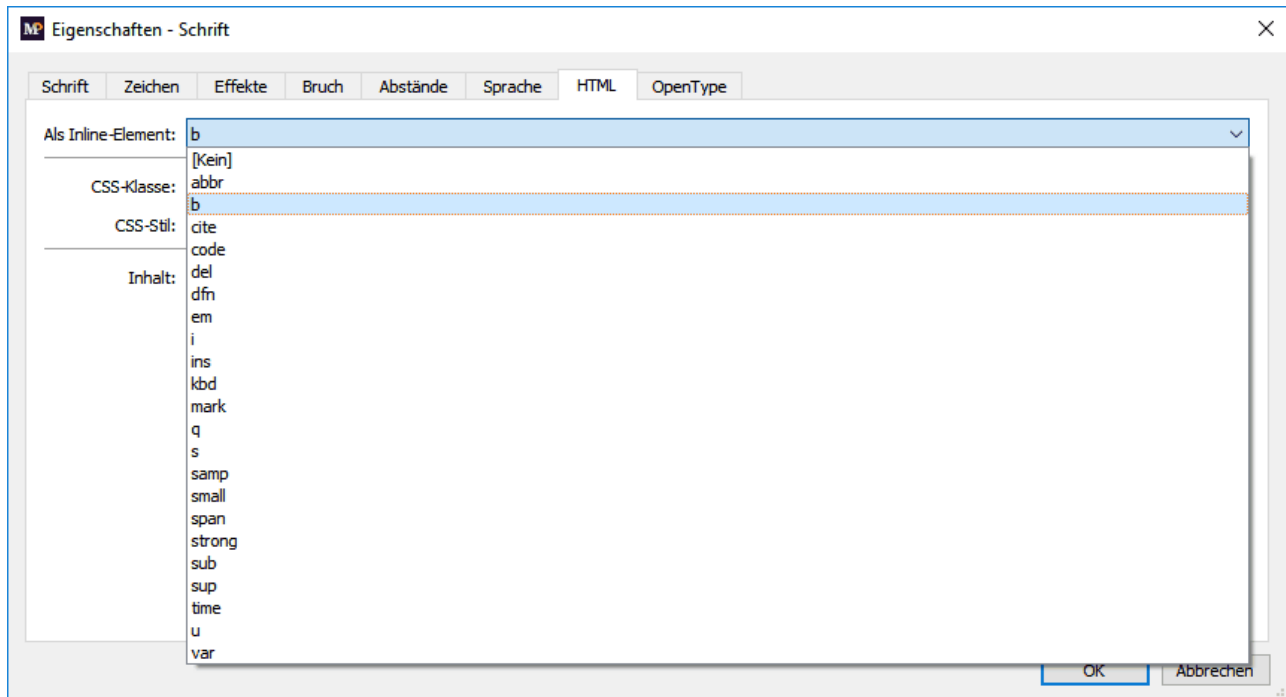 MP Eigenschaften - Schrift
Schrift Zeichen Effekte Bruch Abstände Sprache HTML OpenType
Als Inline-Element: b
[Kein]
CSS-Klasse: abbr
b
CSS-Stil: cite
code
Inhalt: del
dfn
em
i
ins
kbd
mark
q
s
samp
small
span
strong
sub
sup
time
u
var
OK Abbrechen